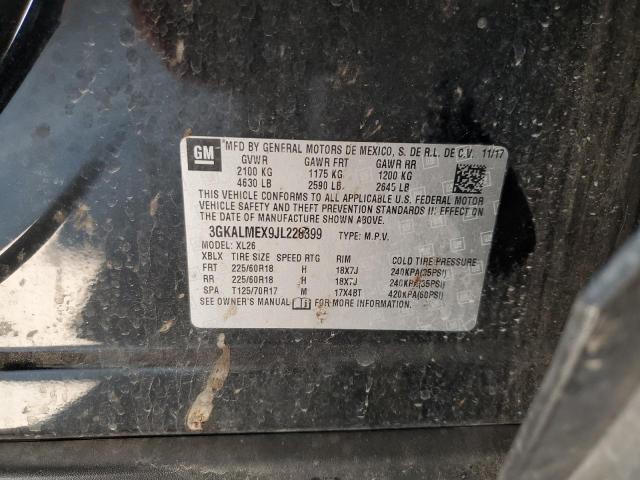 GM
MFD BY GENERAL MOTORS DE MEXICO, S. DE R.L. DE C.V. 11/17
GVWR GAWR FRT GAWR RR
2100 KG 1175 KG 1200 KG
4630 LB 2590 LB 2645 LB
THIS VEHICLE CONFORMS TO ALL APPLICABLE U.S. FEDERAL MOTOR
VEHICLE SAFETY AND THEFT PREVENTION STANDARDS IN EFFECT ON
THE DATE OF MANUFACTURE SHOWN ABOVE.
TYPE: M.P.V.
MODEL: XL26
XBLX TIRE SIZE SPEED RTG RIM COLD TIRE PRESSURE
FRT 225/60R18 H 18X7J 240KPA(35PSI)
RR 225/60R18 H 18X7J 240KPA(35PSI)
SPA T125/70R17 M 17X4BT 420KPA(60PSI)
SEE OWNER'S MANUAL FOR MORE INFORMATION.